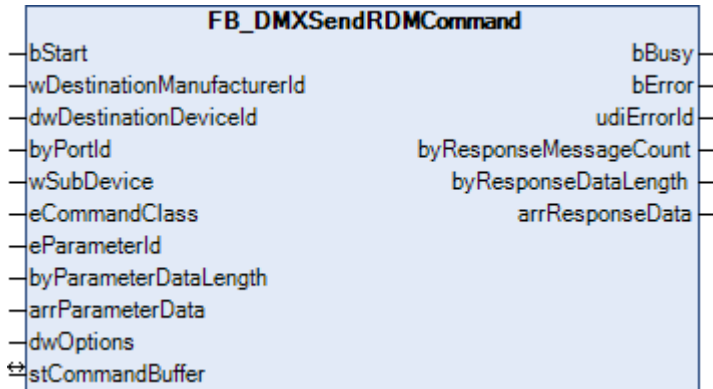 FB_DMXSendRDMCommand
bStart bBusy
wDestinationManufacturerId bError
dwDestinationDeviceId udiErrorId
byPortId byResponseMessageCount
wSubDevice byResponseDataLength
eCommandClass arrResponseData
eParameterId
byParameterDataLength
arrParameterData
dwOptions
stCommandBuffer